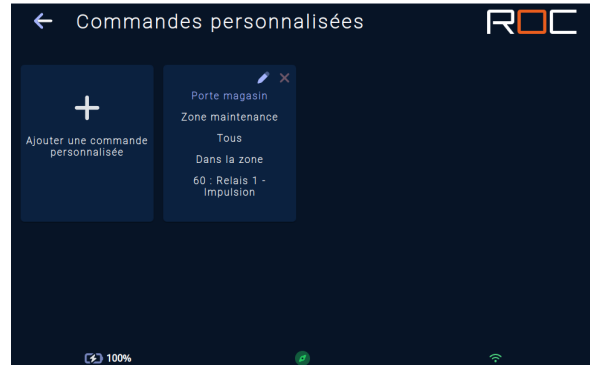 Commandes personnalisées
ROC
Ajouter une commande
personnalisée
Porte magasin
Zone maintenance
Tous
Dans la zone
60 : Relais 1 -
Impulsion
100%